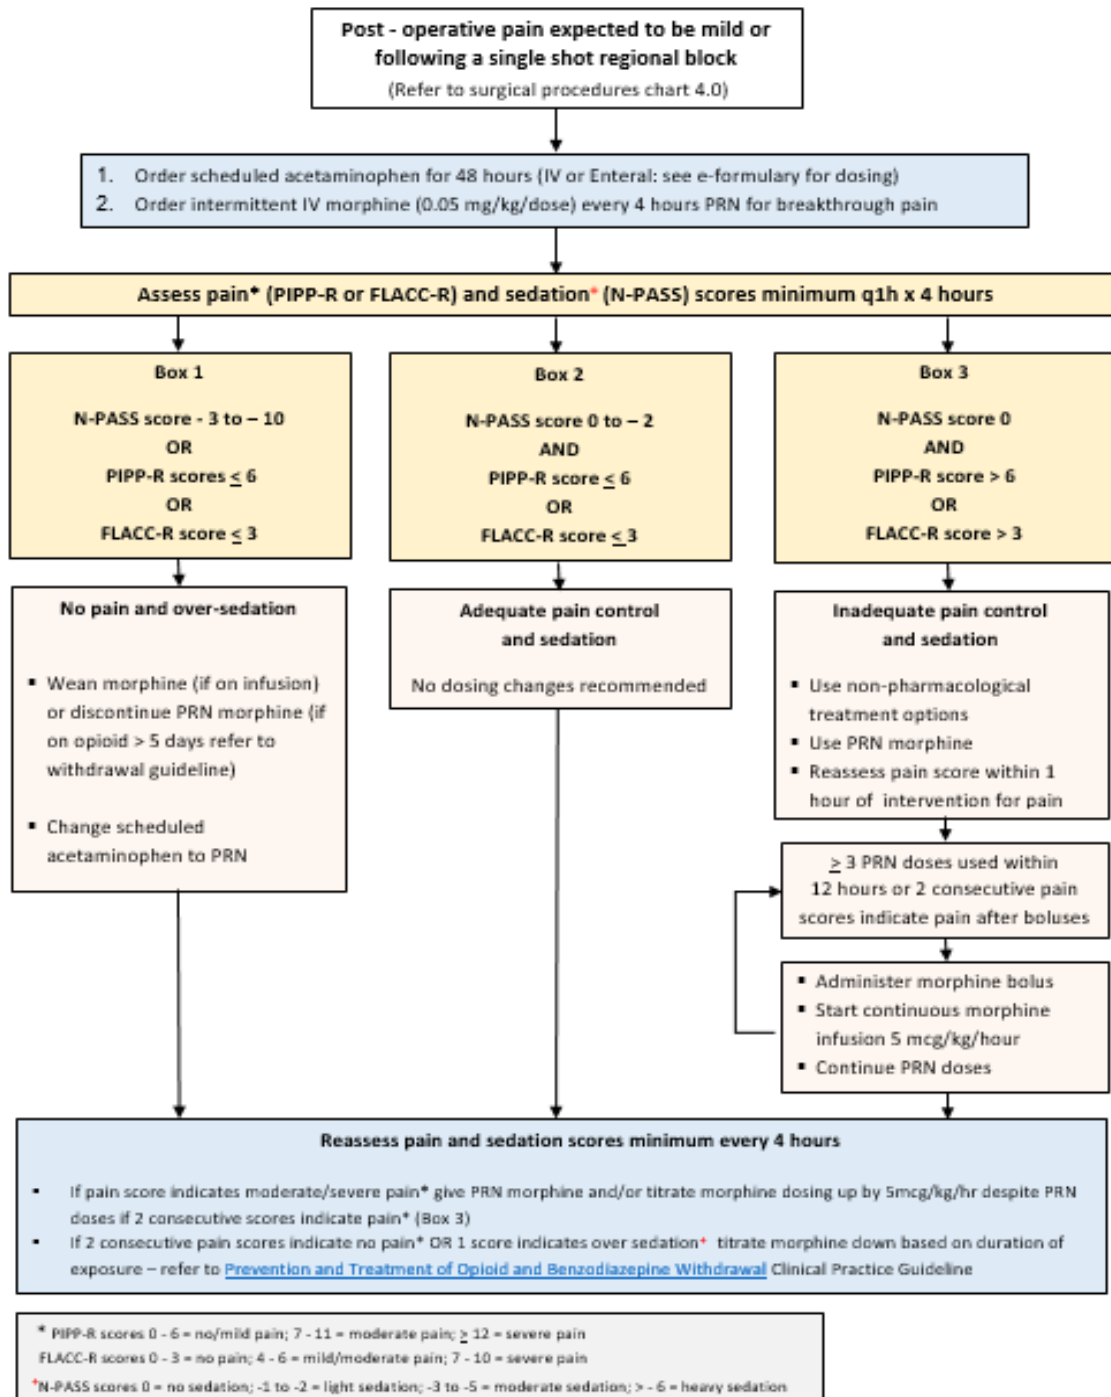 Post - operative pain expected to be mild or
following a single shot regional block
(Refer to surgical procedures chart 4.0)
1. Order scheduled acetaminophen for 48 hours (IV or Enteral: see e-formulary for dosing)
2. Order intermittent IV morphine (0.05 mg/kg/dose) every 4 hours PRN for breakthrough pain
Assess pain* (PIPP-R or FLACC-R) and sedation+ (N-PASS) scores minimum q1h x 4 hours
Box 1
N-PASS score - 3 to – 10
OR
PIPP-R scores ≤ 6
OR
FLACC-R score ≤ 3
Box 2
N-PASS score 0 to – 2
AND
PIPP-R score ≤ 6
OR
FLACC-R score ≤ 3
Box 3
N-PASS score 0
AND
PIPP-R score > 6
OR
FLACC-R score > 3
No pain and over-sedation
▪ Wean morphine (if on infusion)
or discontinue PRN morphine (if
on opioid > 5 days refer to
withdrawal guideline)
▪ Change scheduled
acetaminophen to PRN
Adequate pain control
and sedation
No dosing changes recommended
Inadequate pain control
and sedation
▪ Use non-pharmacological
treatment options
▪ Use PRN morphine
▪ Reassess pain score within 1
hour of intervention for pain
≥ 3 PRN doses used within
12 hours or 2 consecutive pain
scores indicate pain after boluses
▪ Administer morphine bolus
▪ Start continuous morphine
infusion 5 mcg/kg/hour
▪ Continue PRN doses
Reassess pain and sedation scores minimum every 4 hours
▪ If pain score indicates moderate/severe pain* give PRN morphine and/or titrate morphine dosing up by 5mcg/kg/hr despite PRN
doses if 2 consecutive scores indicate pain* (Box 3)
▪ If 2 consecutive pain scores indicate no pain* OR 1 score indicates over sedation+ titrate morphine down based on duration of
exposure – refer to Prevention and Treatment of Opioid and Benzodiazepine Withdrawal Clinical Practice Guideline
* PIPP-R scores 0 - 6 = no/mild pain; 7 - 11 = moderate pain; ≥ 12 = severe pain
FLACC-R scores 0 - 3 = no pain; 4 - 6 = mild/moderate pain; 7 - 10 = severe pain
+N-PASS scores 0 = no sedation; -1 to -2 = light sedation; -3 to -5 = moderate sedation; > - 6 = heavy sedation